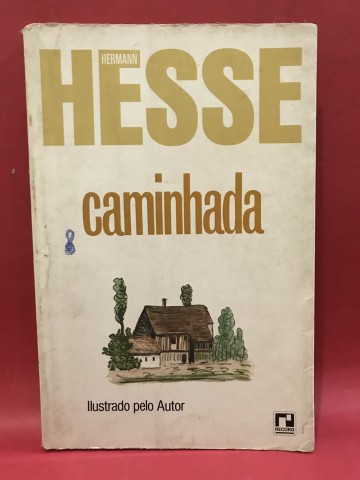 HERMANN
HESSE
caminhada
Ilustrado pelo Autor
RECORD